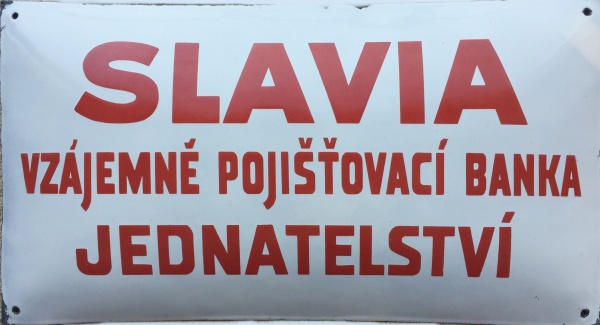 SLAVIA
VZÁJEMNÉ POJIŠŤOVACÍ BANKA
JEDNATELSTVÍ